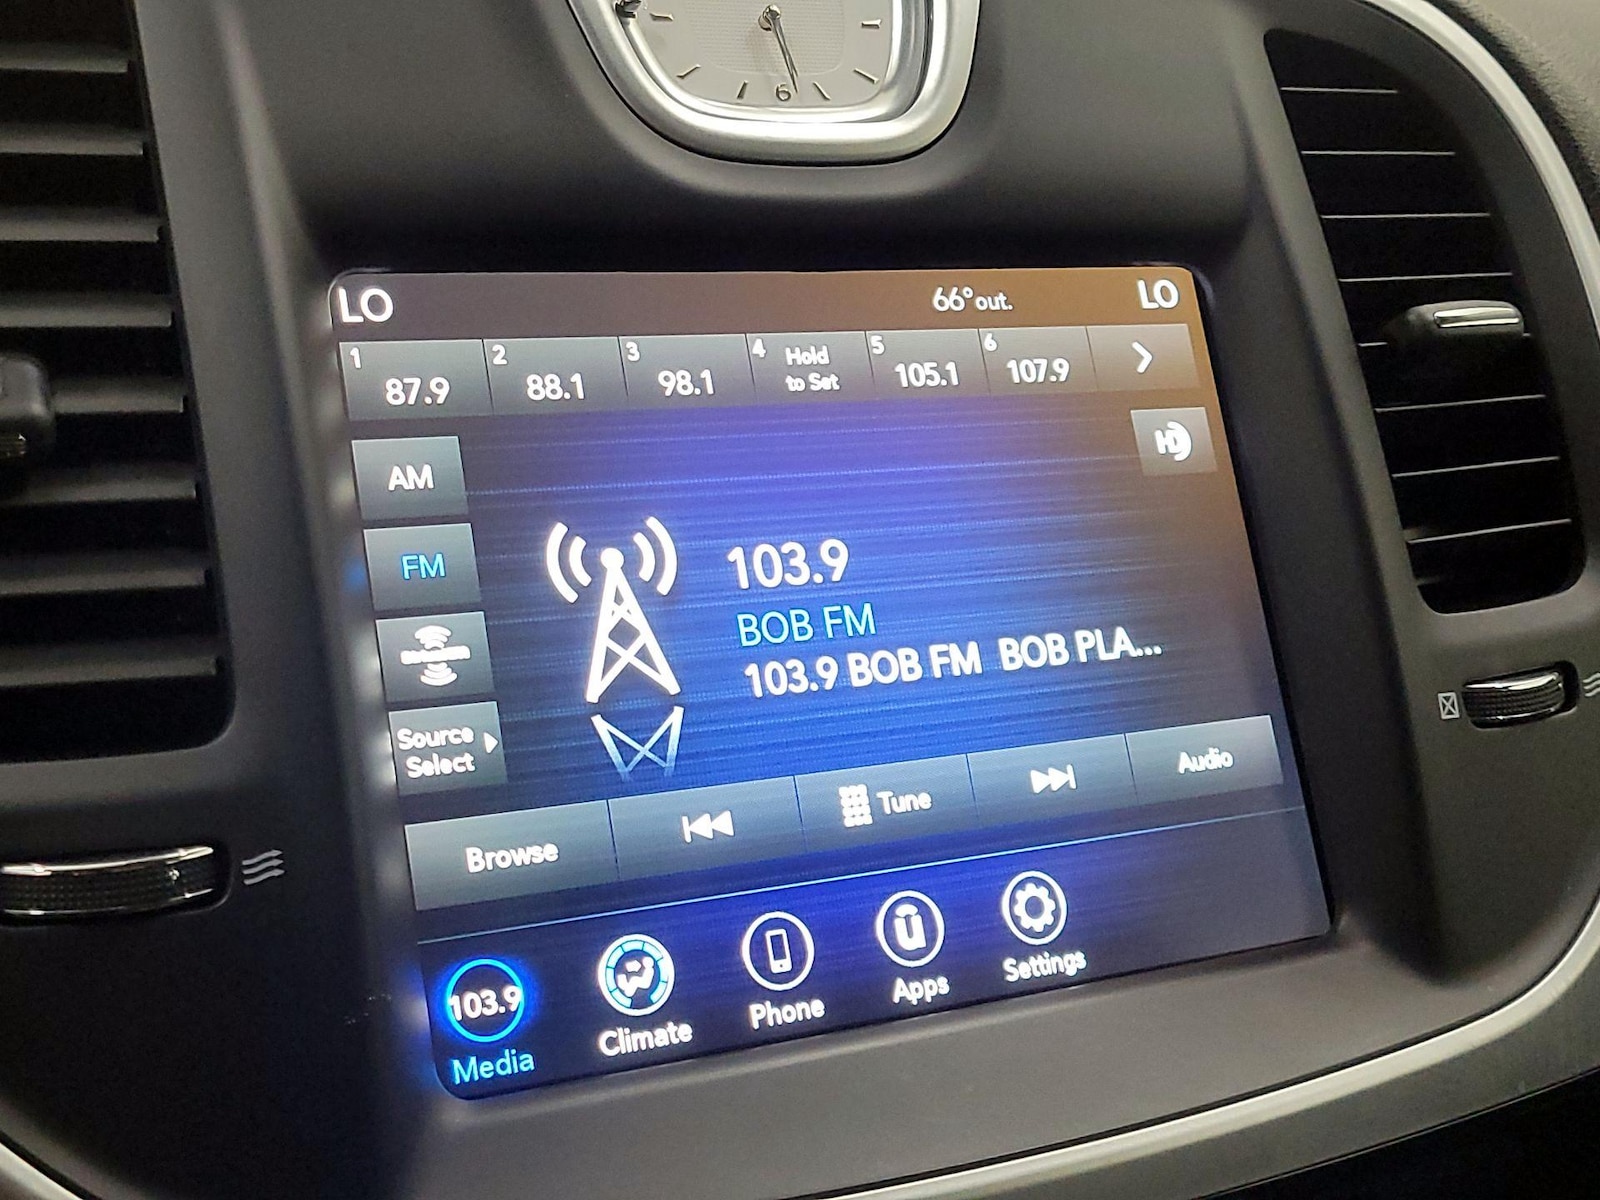 6
LO
66° out.
LO
1
87.9
2
88.1
3
98.1
4
Hold
to Set
5
105.1
6
107.9
HD
AM
FM
103.9
BOB FM
103.9 BOB FM  BOB PLA...
Source
Select
Browse
Tune
Audio
103.9
Media
Climate
Phone
ū
Apps
Settings